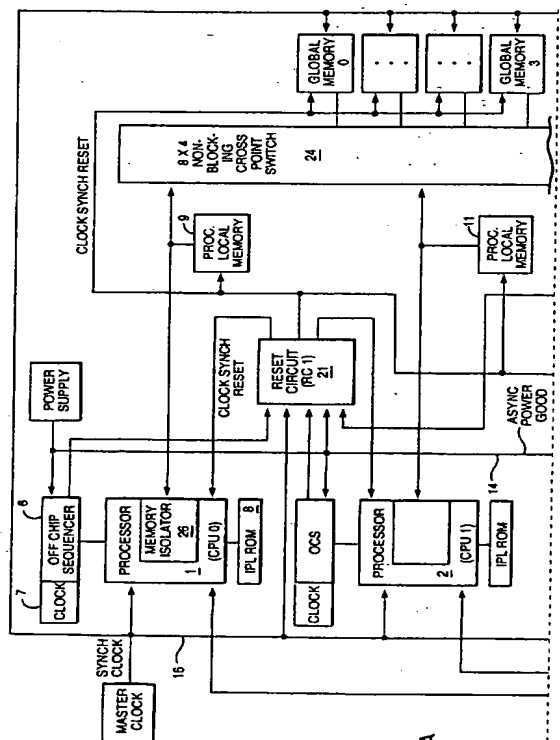 CLOCK SYNCH RESET
GLOBAL
MEMORY
0
. . .
. . .
GLOBAL
MEMORY
3
8 X 4
NON-
BLOCK-
ING
CROSS
POINT
SWITCH
24
9
PROC.
LOCAL
MEMORY
11
PROC.
LOCAL
MEMORY
POWER
SUPPLY
CLOCK SYNCH
RESET
RESET
CIRCUIT
(RC 1)
21
ASYNC
POWER
GOOD
14
6
7
OFF CHIP
SEQUENCER
CLOCK
PROCESSOR
MEMORY
ISOLATOR
26
1
(CPU 0)
IPL ROM 8
OCS
CLOCK
PROCESSOR
2
(CPU 1)
IPL ROM
SYNCH
CLOCK
MASTER
CLOCK
A